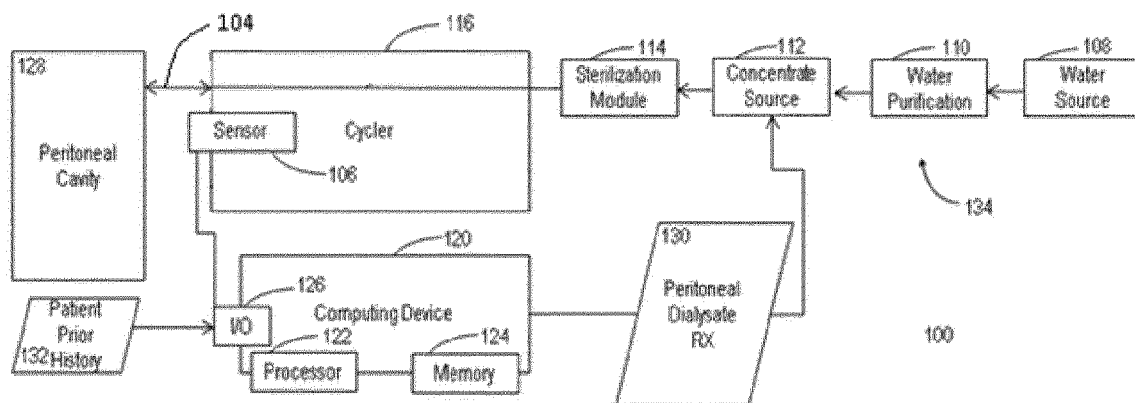 104
116
114
112
110
108
128
Peritoneal
Cavity
Sensor
Cycler
106
Sterilization
Module
Concentrate
Source
Water
Purification
Water
Source
134
120
130
Peritoneal
Dialysate
RX
100
126
I/O
Computing Device
122
Processor
124
Memory
Patient
Prior
132 History